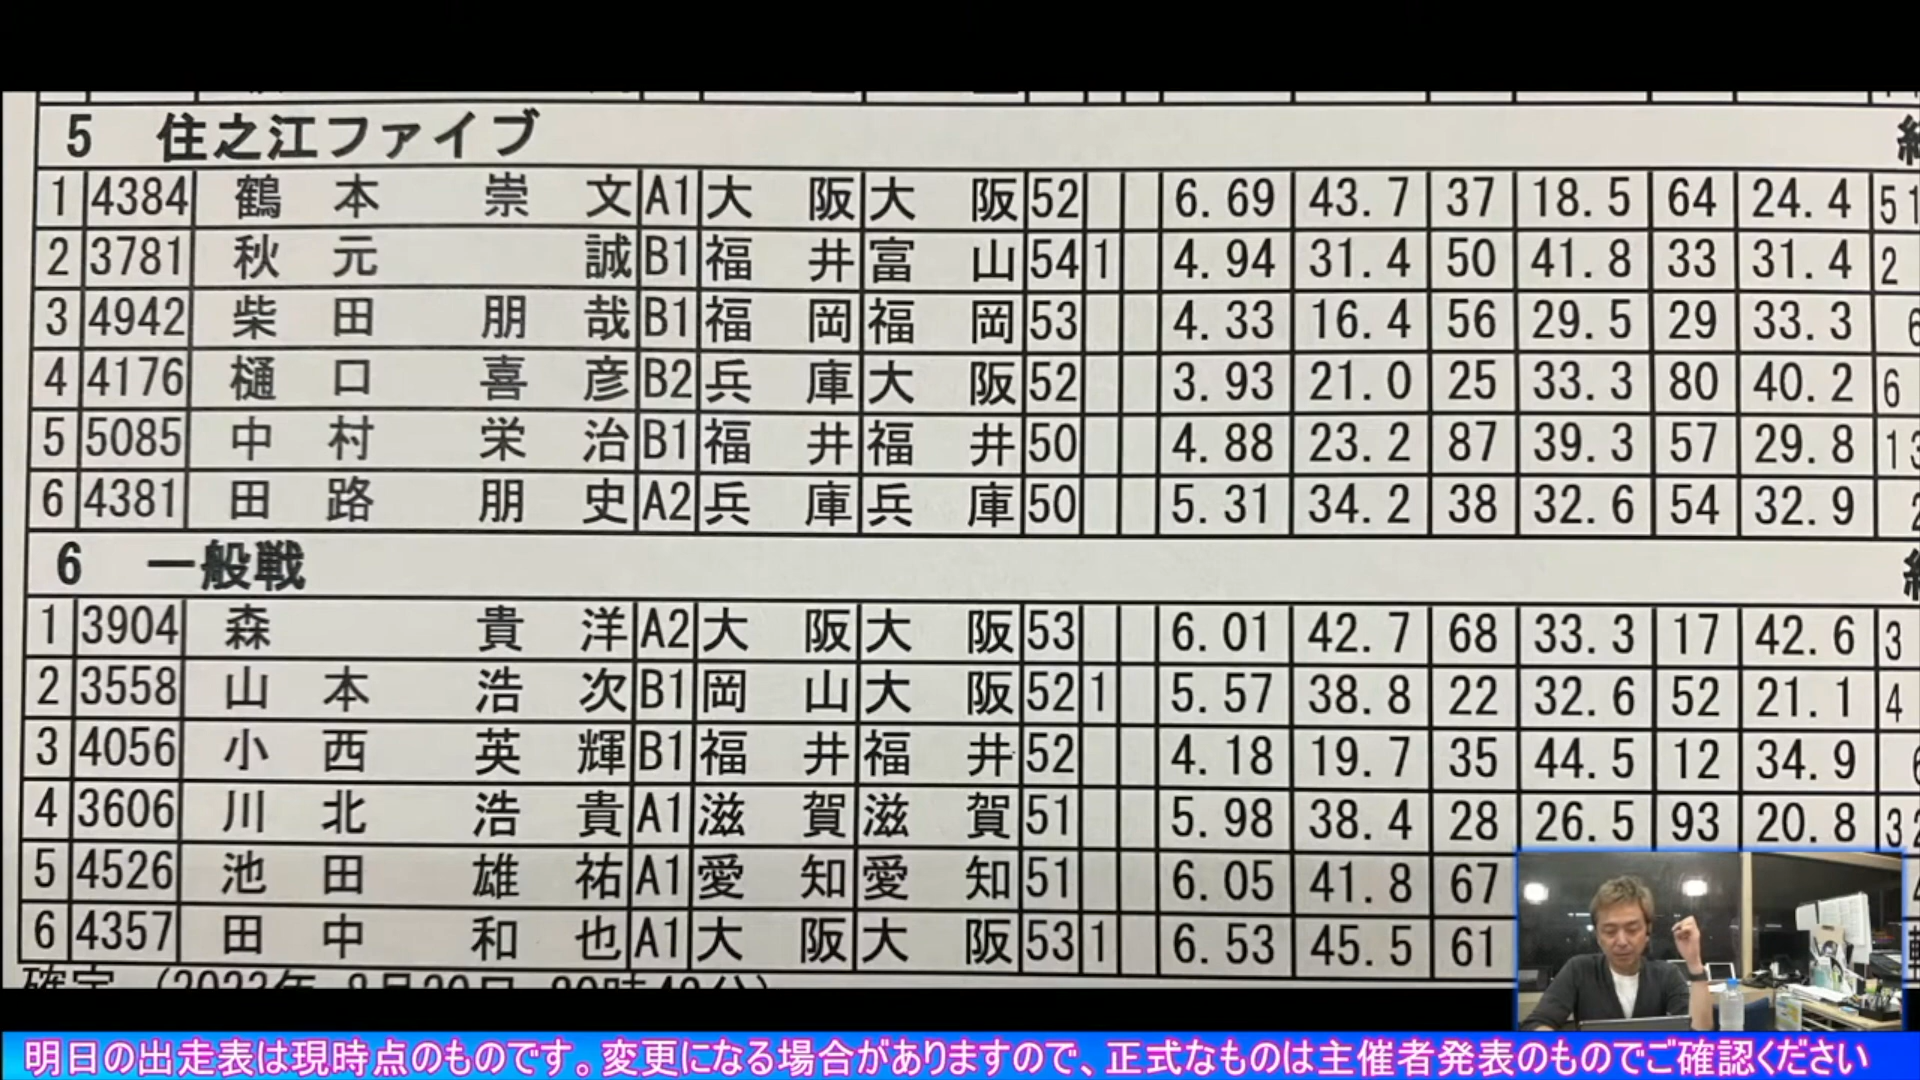 5 住之江ファイブ
1 4384 鶴本 崇文 A1 大阪 大阪 52 6.69 43.7 37 18.5 64 24.4 51
2 3781 秋元 誠 B1 福井 富山 54 1 4.94 31.4 50 41.8 33 31.4 2
3 4942 柴田 朋哉 B1 福岡 福岡 53 4.33 16.4 56 29.5 29 33.3 6
4 4176 樋口 喜彦 B2 兵庫 大阪 52 3.93 21.0 25 33.3 80 40.2 6
5 5085 中村 栄治 B1 福井 福井 50 4.88 23.2 87 39.3 57 29.8 13
6 4381 田路 朋史 A2 兵庫 兵庫 50 5.31 34.2 38 32.6 54 32.9 2
6 一般戦
1 3904 森 貴洋 A2 大阪 大阪 53 6.01 42.7 68 33.3 17 42.6 3
2 3558 山本 浩次 B1 岡山 大阪 52 1 5.57 38.8 22 32.6 52 21.1 4
3 4056 小西 英輝 B1 福井 福井 52 4.18 19.7 35 44.5 12 34.9 6
4 3606 川北 浩貴 A1 滋賀 滋賀 51 5.98 38.4 28 26.5 93 20.8 32
5 4526 池田 雄祐 A1 愛知 愛知 51 6.05 41.8 67
6 4357 田中 和也 A1 大阪 大阪 53 1 6.53 45.5 61
明日の出走表は現時点のものです。変更になる場合がありますので、正式なものは主催者発表のものでご確認ください